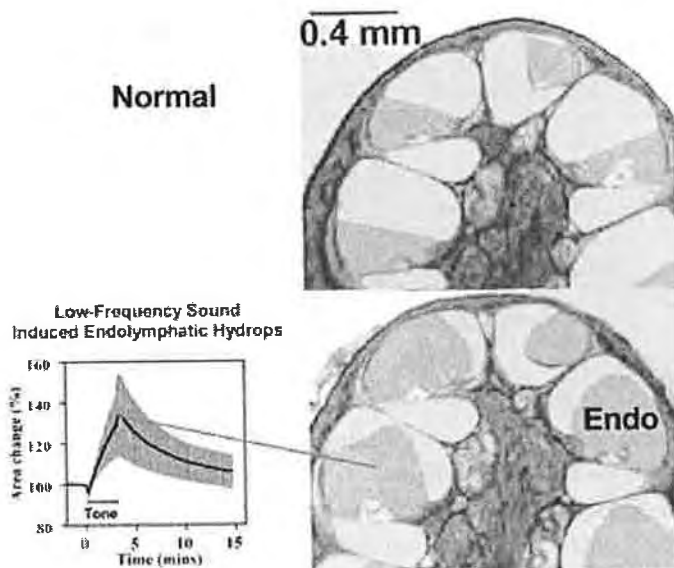 0.4 mm
Normal
Low-Frequency Sound
Induced Endolymphatic Hydrops
Area change (%)
160
140
120
100
80
Tone
0 5 10 15
Time (mins)
Endo